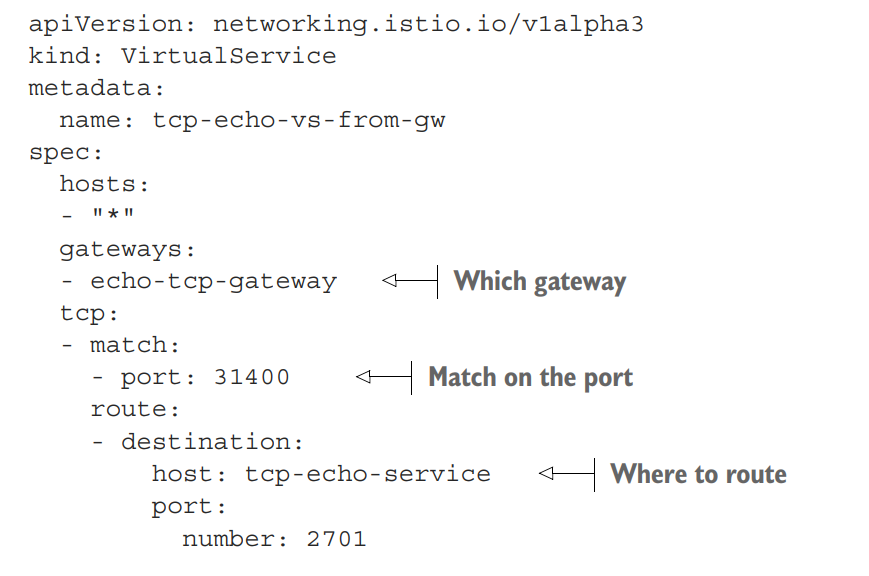 apiVersion: networking.istio.io/v1alpha3
kind: VirtualService
metadata:
  name: tcp-echo-vs-from-gw
spec:
  hosts:
  - "*"
  gateways:
  - echo-tcp-gateway Which gateway
  tcp:
  - match:
    - port: 31400 Match on the port
    route:
    - destination:
        host: tcp-echo-service Where to route
        port:
          number: 2701